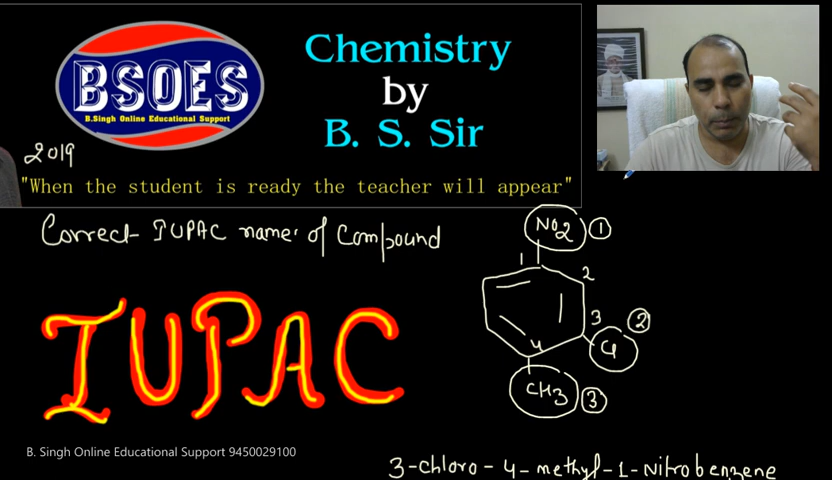 BSOES
B.Singh Online Educational Support
Chemistry
by
B. S. Sir
2019
"When the student is ready the teacher will appear"
Correct IUPAC name: of Compound
NO2 1
1
2
3 2
Cl
4
CH3 3
IUPAC
B. Singh Online Educational Support 9450029100
3-chloro-4-methyl-1-Nitrobenzene